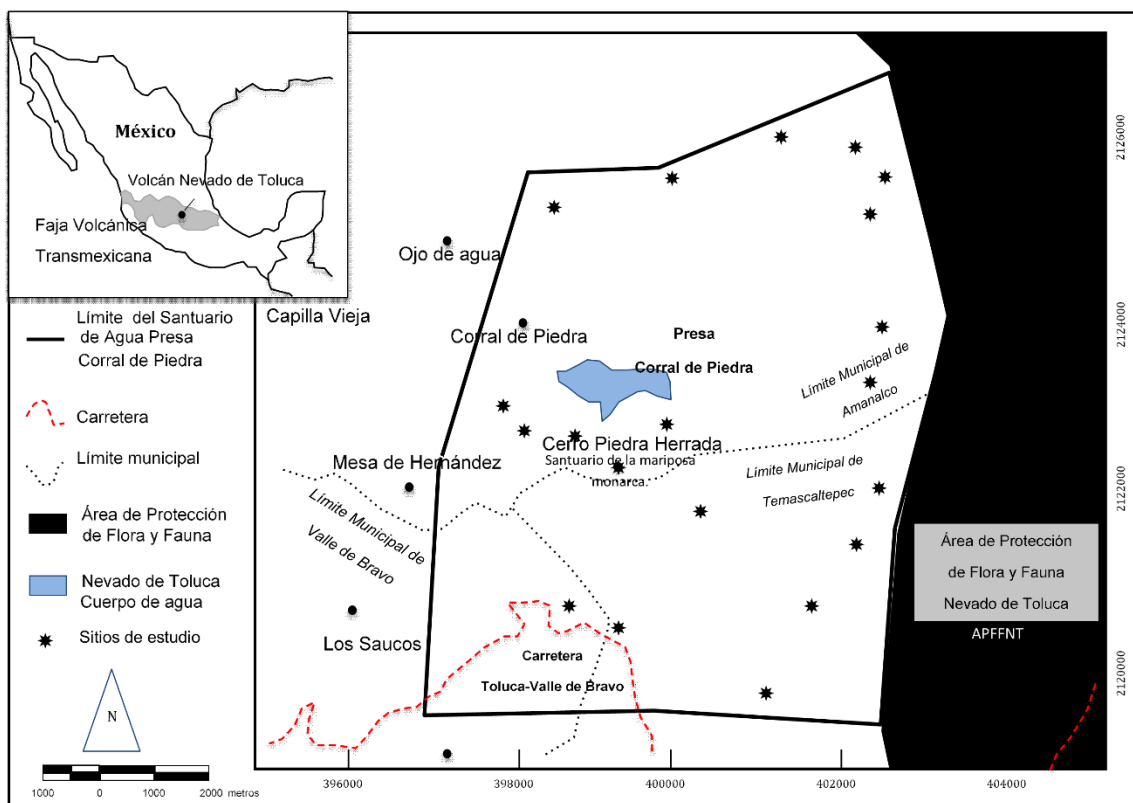 México
Volcán Nevado de Toluca
Faja Volcánica
Transmexicana
Límite del Santuario
de Agua Presa
Corral de Piedra
Carretera
Límite municipal
Área de Protección
de Flora y Fauna
Nevado de Toluca
Cuerpo de agua
Sitios de estudio
N
1000 0 1000 2000 metros
Ojo de agua
Capilla Vieja
Corral de Piedra
Presa
Corral de Piedra
Límite Municipal de
Amanalco
Cerro Piedra Herrada
Santuario de la mariposa
monarca.
Mesa de Hernández
Límite Municipal de
Valle de Bravo
Límite Municipal de
Temascaltepec
Los Saucos
Carretera
Toluca-Valle de Bravo
Área de Protección
de Flora y Fauna
Nevado de Toluca
APFFNT
2126000
2124000
2122000
2120000
396000 398000 400000 402000 404000